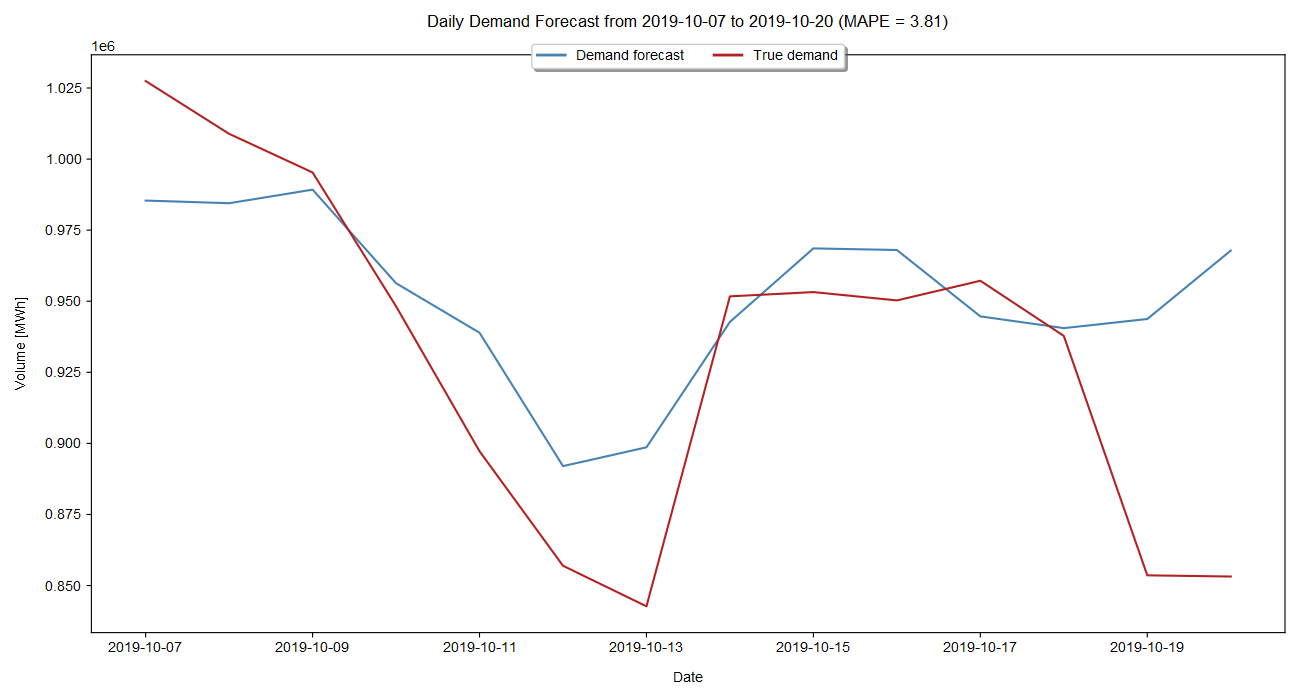 Daily Demand Forecast from 2019-10-07 to 2019-10-20 (MAPE = 3.81)
1e6
Demand forecast True demand
1.025
1.000
0.975
0.950
0.925
0.900
0.875
0.850
Volume [MWh]
2019-10-07 2019-10-09 2019-10-11 2019-10-13 2019-10-15 2019-10-17 2019-10-19
Date